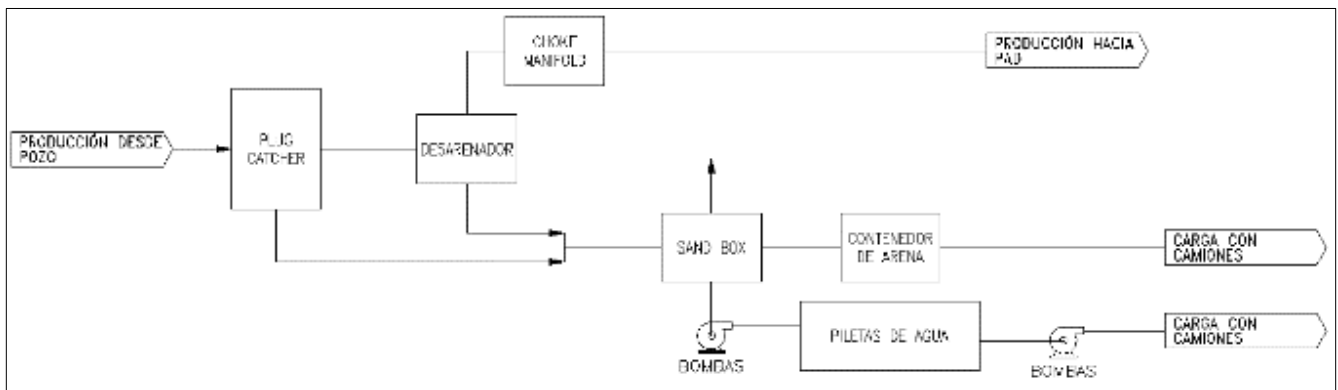 CHOKE
MANIFOLD
PRODUCCIÓN HACIA
PAD
PRODUCCIÓN DESDE
POZO
PLUG
CATCHER
DESARENADOR
SAND BOX
CONTENEDOR
DE ARENA
CARGA CON
CAMIONES
PILETAS DE AGUA
CARGA CON
CAMIONES
BOMBAS
BOMBAS